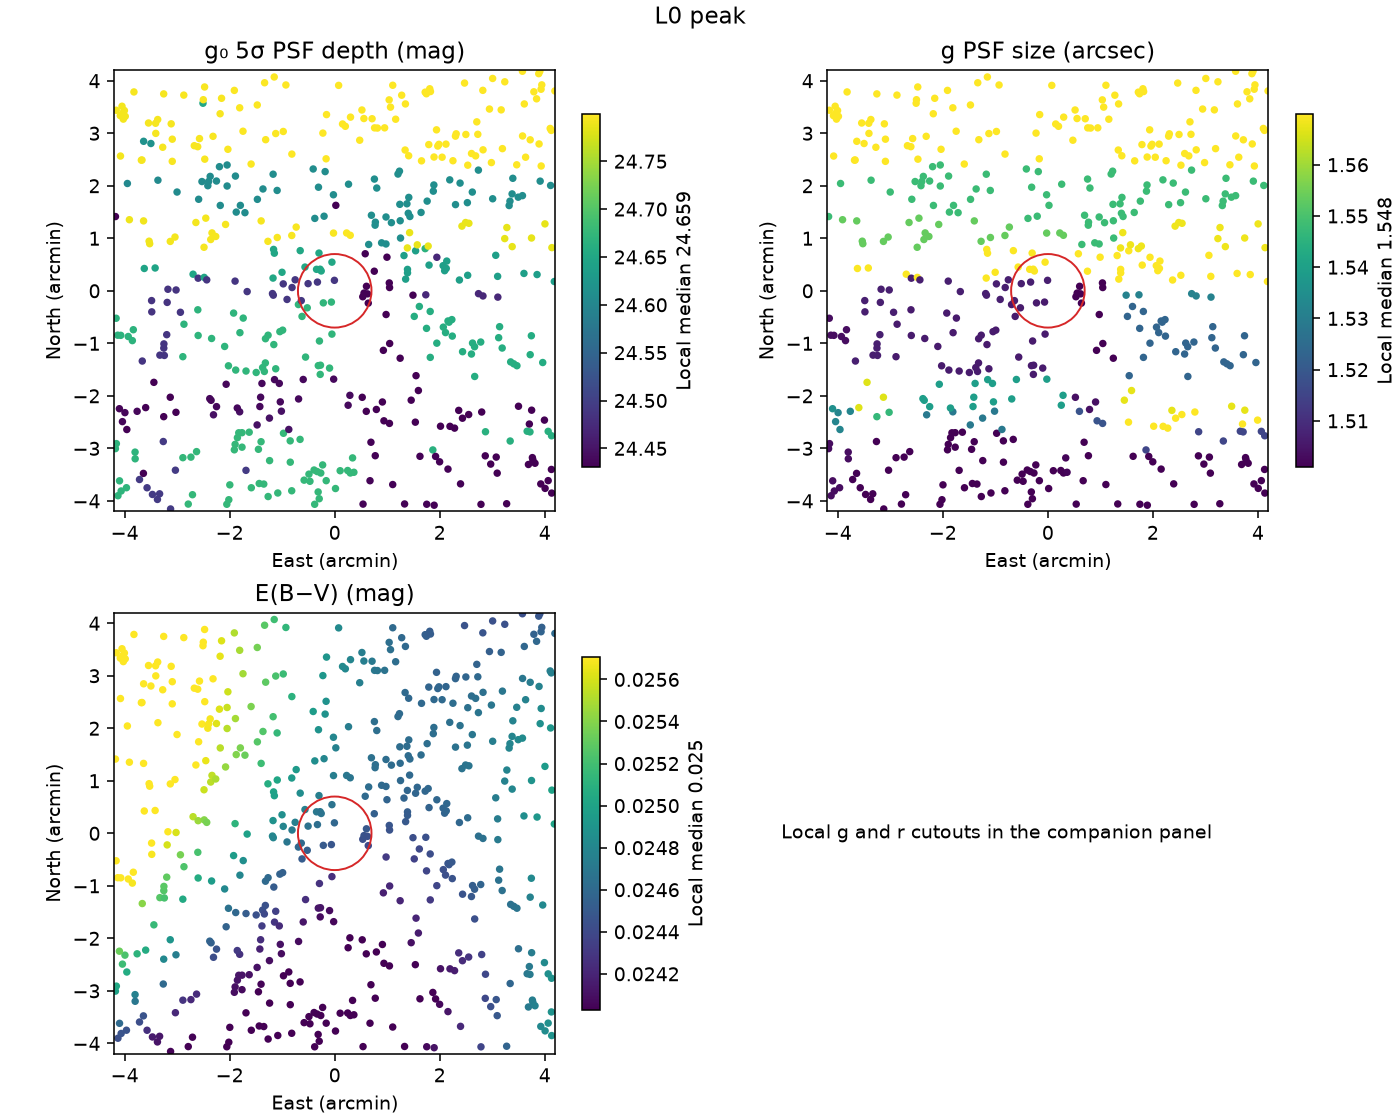 L0 peak
g₀ 5σ PSF depth (mag)
4
3
2
1
0
−1
−2
−3
−4
−4 −2 0 2 4
North (arcmin)
East (arcmin)
24.75
24.70
24.65
24.60
24.55
24.50
24.45
Local median 24.659
g PSF size (arcsec)
4
3
2
1
0
−1
−2
−3
−4
−4 −2 0 2 4
North (arcmin)
East (arcmin)
1.56
1.55
1.54
1.53
1.52
1.51
Local median 1.548
E(B−V) (mag)
4
3
2
1
0
−1
−2
−3
−4
−4 −2 0 2 4
North (arcmin)
East (arcmin)
0.0256
0.0254
0.0252
0.0250
0.0248
0.0246
0.0244
0.0242
Local median 0.025
Local g and r cutouts in the companion panel